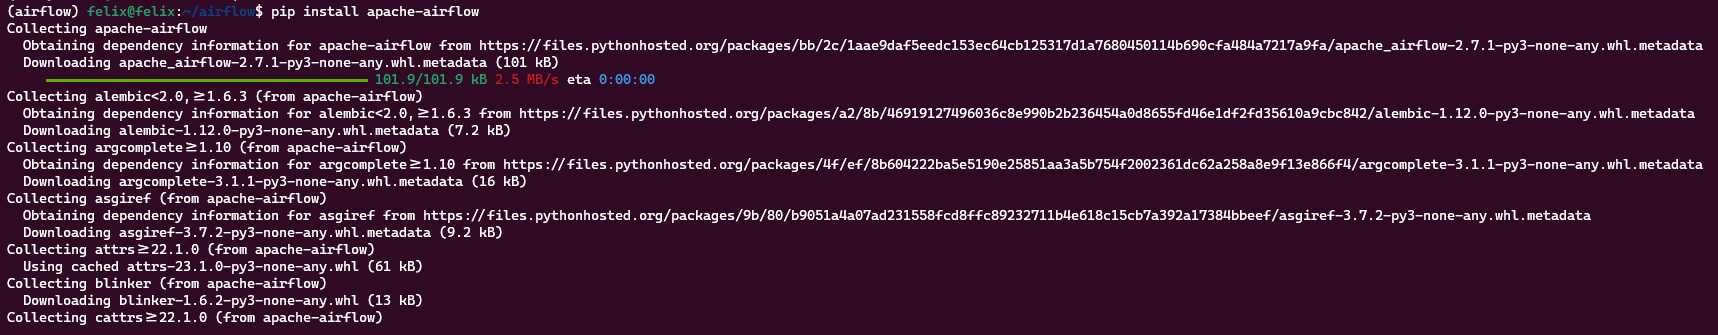 (airflow) felix@felix:~/airflow$ pip install apache-airflow
Collecting apache-airflow
  Obtaining dependency information for apache-airflow from https://files.pythonhosted.org/packages/bb/2c/1aae9daf5eedc153ec64cb125317d1a7680450114b690cfa484a7217a9fa/apache_airflow-2.7.1-py3-none-any.whl.metadata
  Downloading apache_airflow-2.7.1-py3-none-any.whl.metadata (101 kB)
101.9/101.9 kB 2.5 MB/s eta 0:00:00
Collecting alembic<2.0,≥1.6.3 (from apache-airflow)
  Obtaining dependency information for alembic<2.0,≥1.6.3 from https://files.pythonhosted.org/packages/a2/8b/46919127496036c8e990b2b236454a0d8655fd46e1df2fd35610a9cbc842/alembic-1.12.0-py3-none-any.whl.metadata
  Downloading alembic-1.12.0-py3-none-any.whl.metadata (7.2 kB)
Collecting argcomplete≥1.10 (from apache-airflow)
  Obtaining dependency information for argcomplete≥1.10 from https://files.pythonhosted.org/packages/4f/ef/8b604222ba5e5190e25851aa3a5b754f2002361dc62a258a8e9f13e866f4/argcomplete-3.1.1-py3-none-any.whl.metadata
  Downloading argcomplete-3.1.1-py3-none-any.whl.metadata (16 kB)
Collecting asgiref (from apache-airflow)
  Obtaining dependency information for asgiref from https://files.pythonhosted.org/packages/9b/80/b9051a4a07ad231558fcd8ffc89232711b4e618c15cb7a392a17384bbeef/asgiref-3.7.2-py3-none-any.whl.metadata
  Downloading asgiref-3.7.2-py3-none-any.whl.metadata (9.2 kB)
Collecting attrs≥22.1.0 (from apache-airflow)
  Using cached attrs-23.1.0-py3-none-any.whl (61 kB)
Collecting blinker (from apache-airflow)
  Downloading blinker-1.6.2-py3-none-any.whl (13 kB)
Collecting cattrs≥22.1.0 (from apache-airflow)